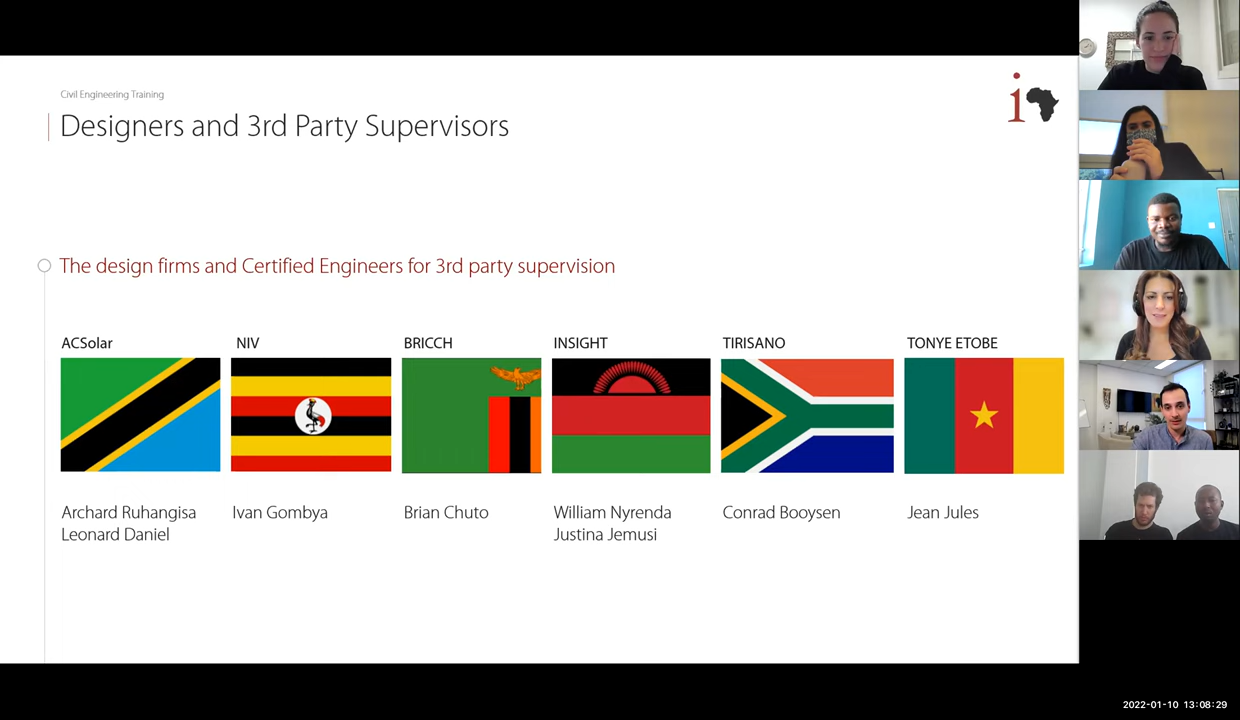 Civil Engineering Training
Designers and 3rd Party Supervisors
i
The design firms and Certified Engineers for 3rd party supervision
ACSolar
NIV
BRICCH
INSIGHT
TIRISANO
TONYE ETOBE
Archard Ruhangisa
Leonard Daniel
Ivan Gombya
Brian Chuto
William Nyrenda
Justina Jemusi
Conrad Booysen
Jean Jules
2022-01-10 13:08:29